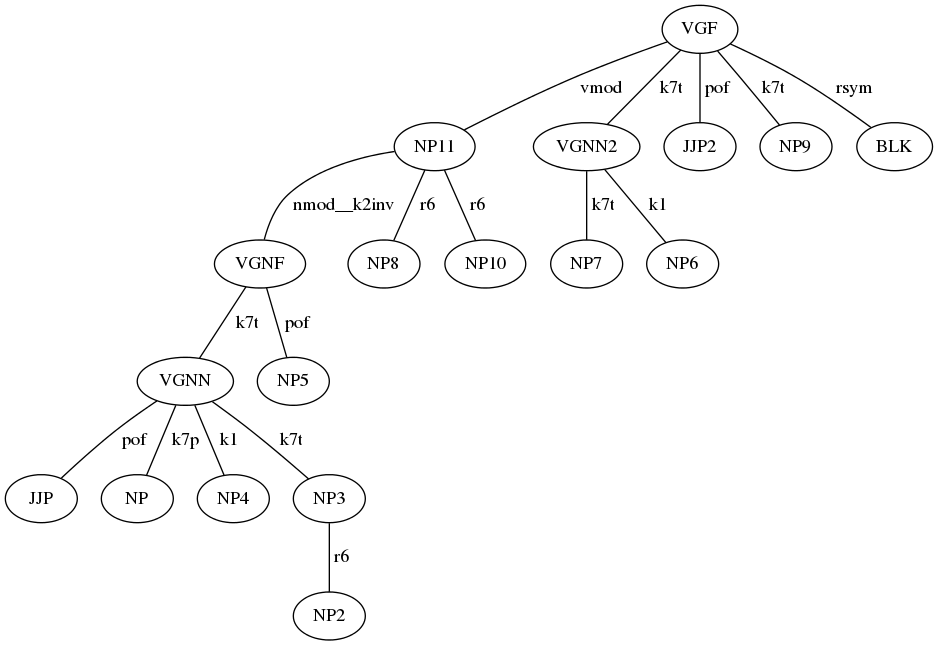 VGF
vmod k7t pof k7t rsym
NP11 VGNN2 JJP2 NP9 BLK
nmod__k2inv r6 r6 k7t k1
VGNF NP8 NP10 NP7 NP6
k7t pof
VGNN NP5
pof k7p k1 k7t
JJP NP NP4 NP3
r6
NP2